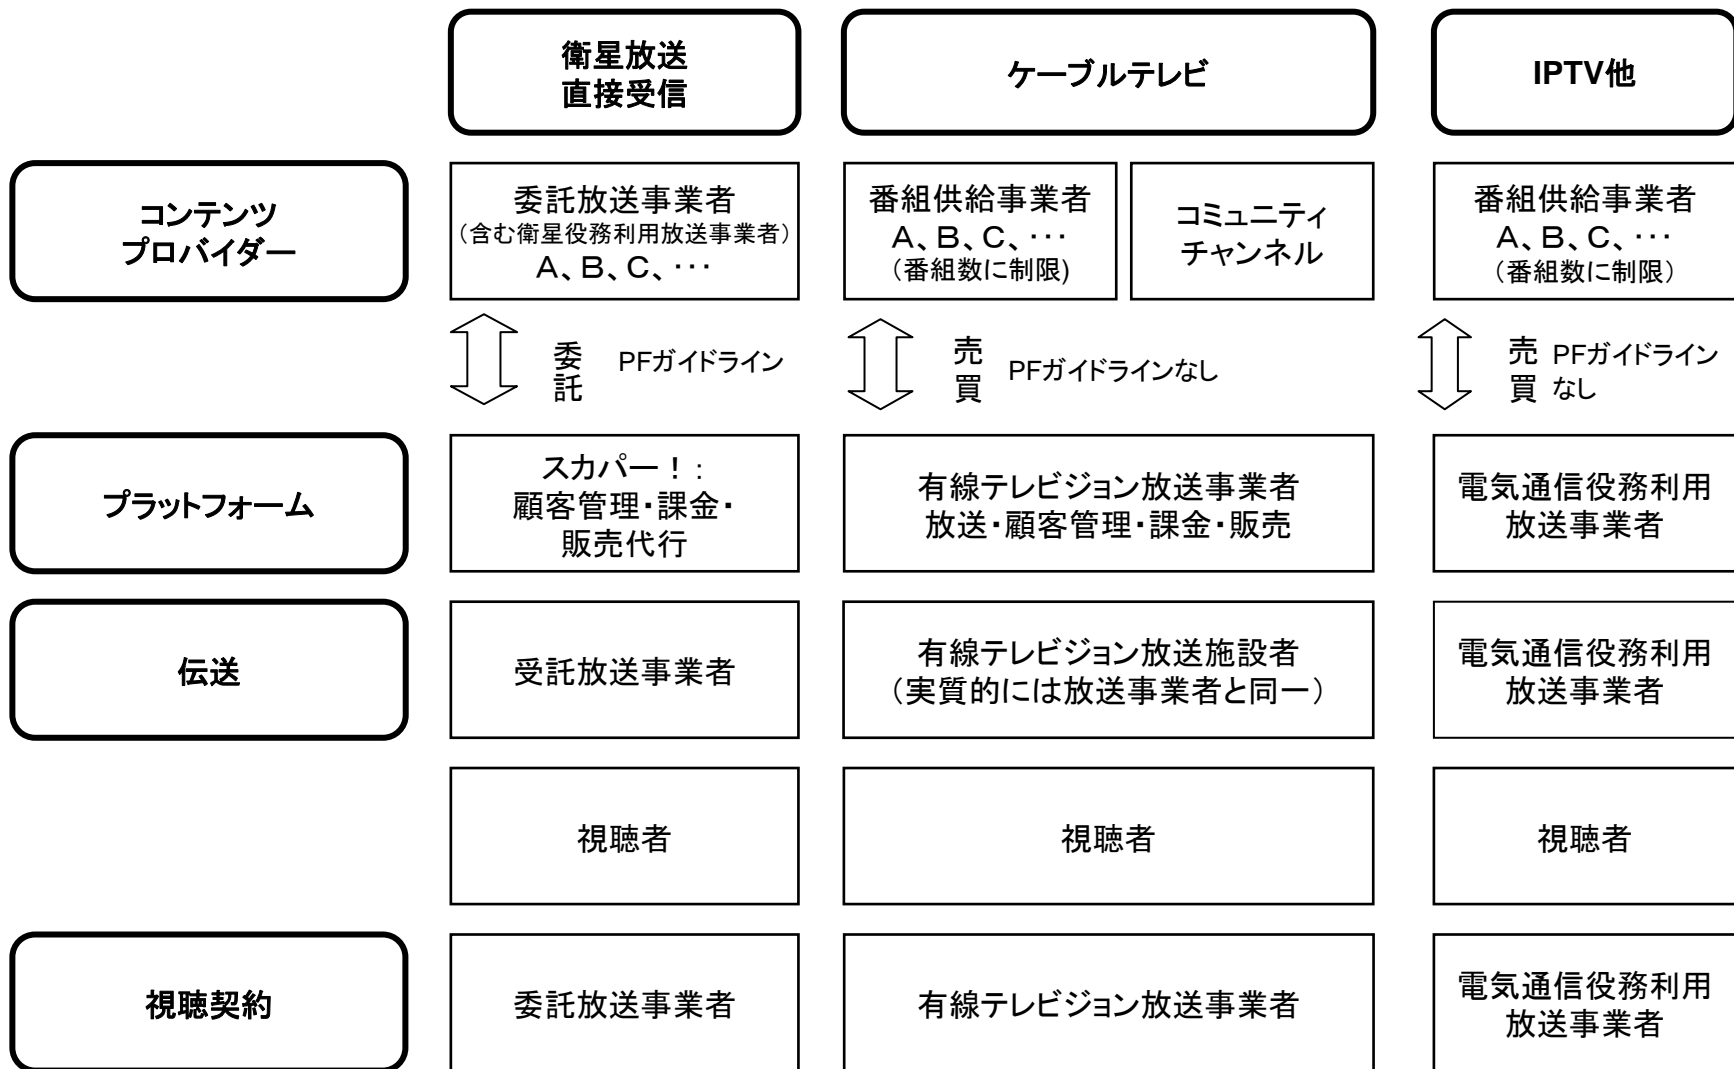 衛星放送
直接受信
ケーブルテレビ
IPTV他
コンテンツ
プロバイダー
委託放送事業者
（含む衛星役務利用放送事業者）
A、B、C、･･･
番組供給事業者
A、B、C、･･･
（番組数に制限)
コミュニティ
チャンネル
番組供給事業者
A、B、C、･･･
（番組数に制限）
委託
PFガイドライン
売買
PFガイドラインなし
売買
PFガイドライン
なし
プラットフォーム
スカパー！：
顧客管理・課金・
販売代行
有線テレビジョン放送事業者
放送・顧客管理・課金・販売
電気通信役務利用
放送事業者
伝送
受託放送事業者
有線テレビジョン放送施設者
（実質的には放送事業者と同一）
電気通信役務利用
放送事業者
視聴者
視聴者
視聴者
視聴契約
委託放送事業者
有線テレビジョン放送事業者
電気通信役務利用
放送事業者